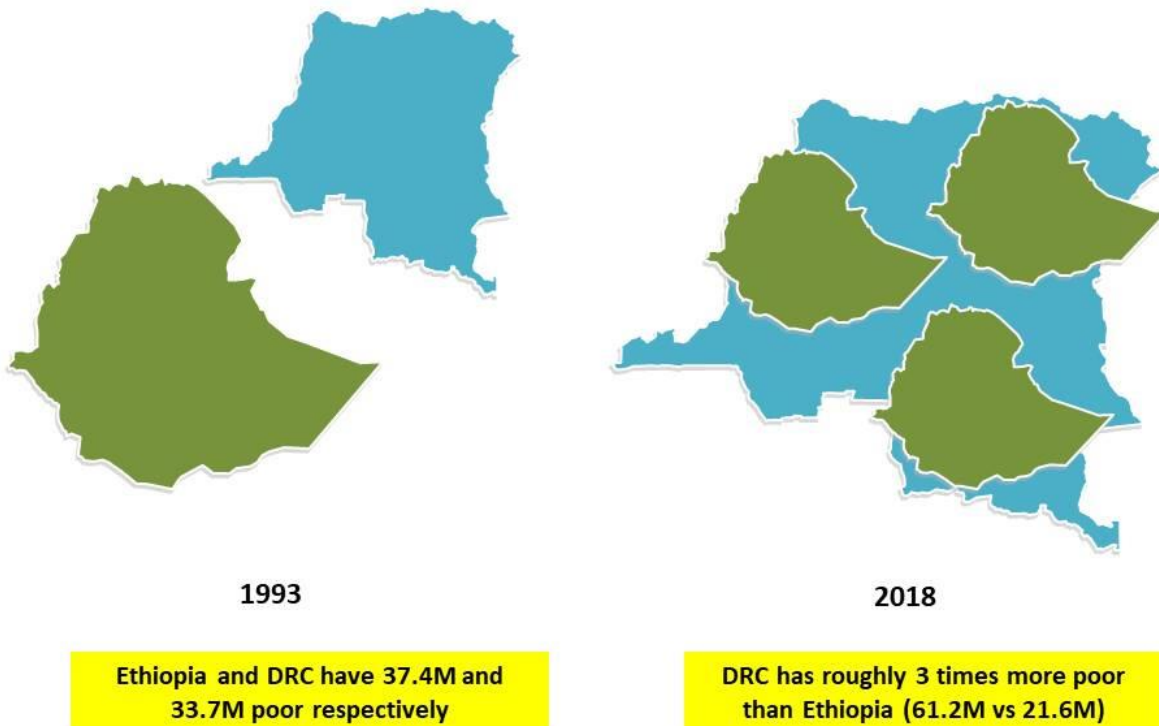 1993
2018
Ethiopia and DRC have 37.4M and
33.7M poor respectively
DRC has roughly 3 times more poor
than Ethiopia (61.2M vs 21.6M)